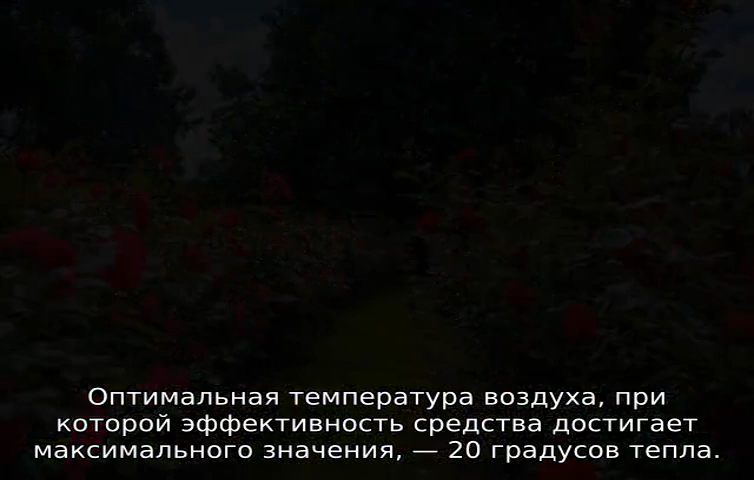 Оптимальная температура воздуха, при
которой эффективность средства достигает
максимального значения, — 20 градусов тепла.